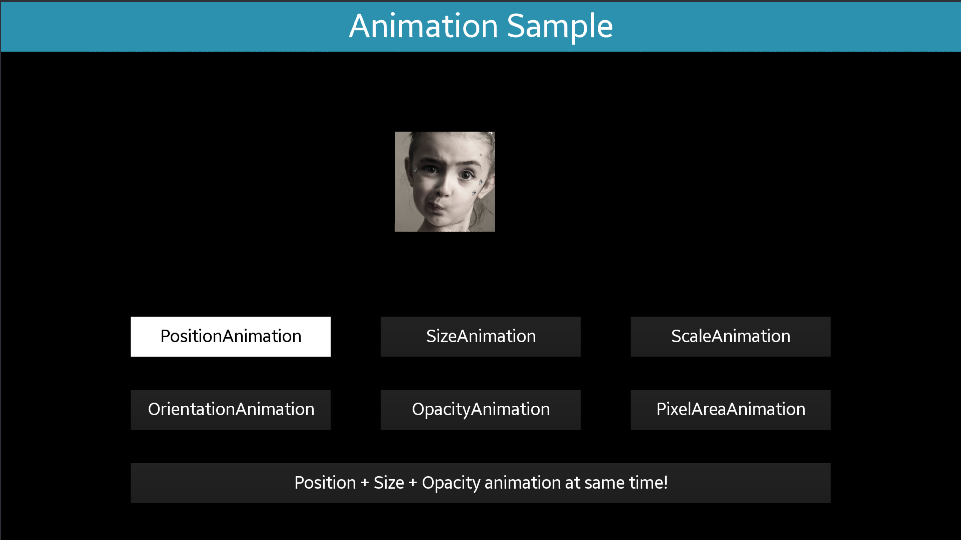 Animation Sample
PositionAnimation
SizeAnimation
ScaleAnimation
OrientationAnimation
OpacityAnimation
PixelAreaAnimation
Position + Size + Opacity animation at same time!